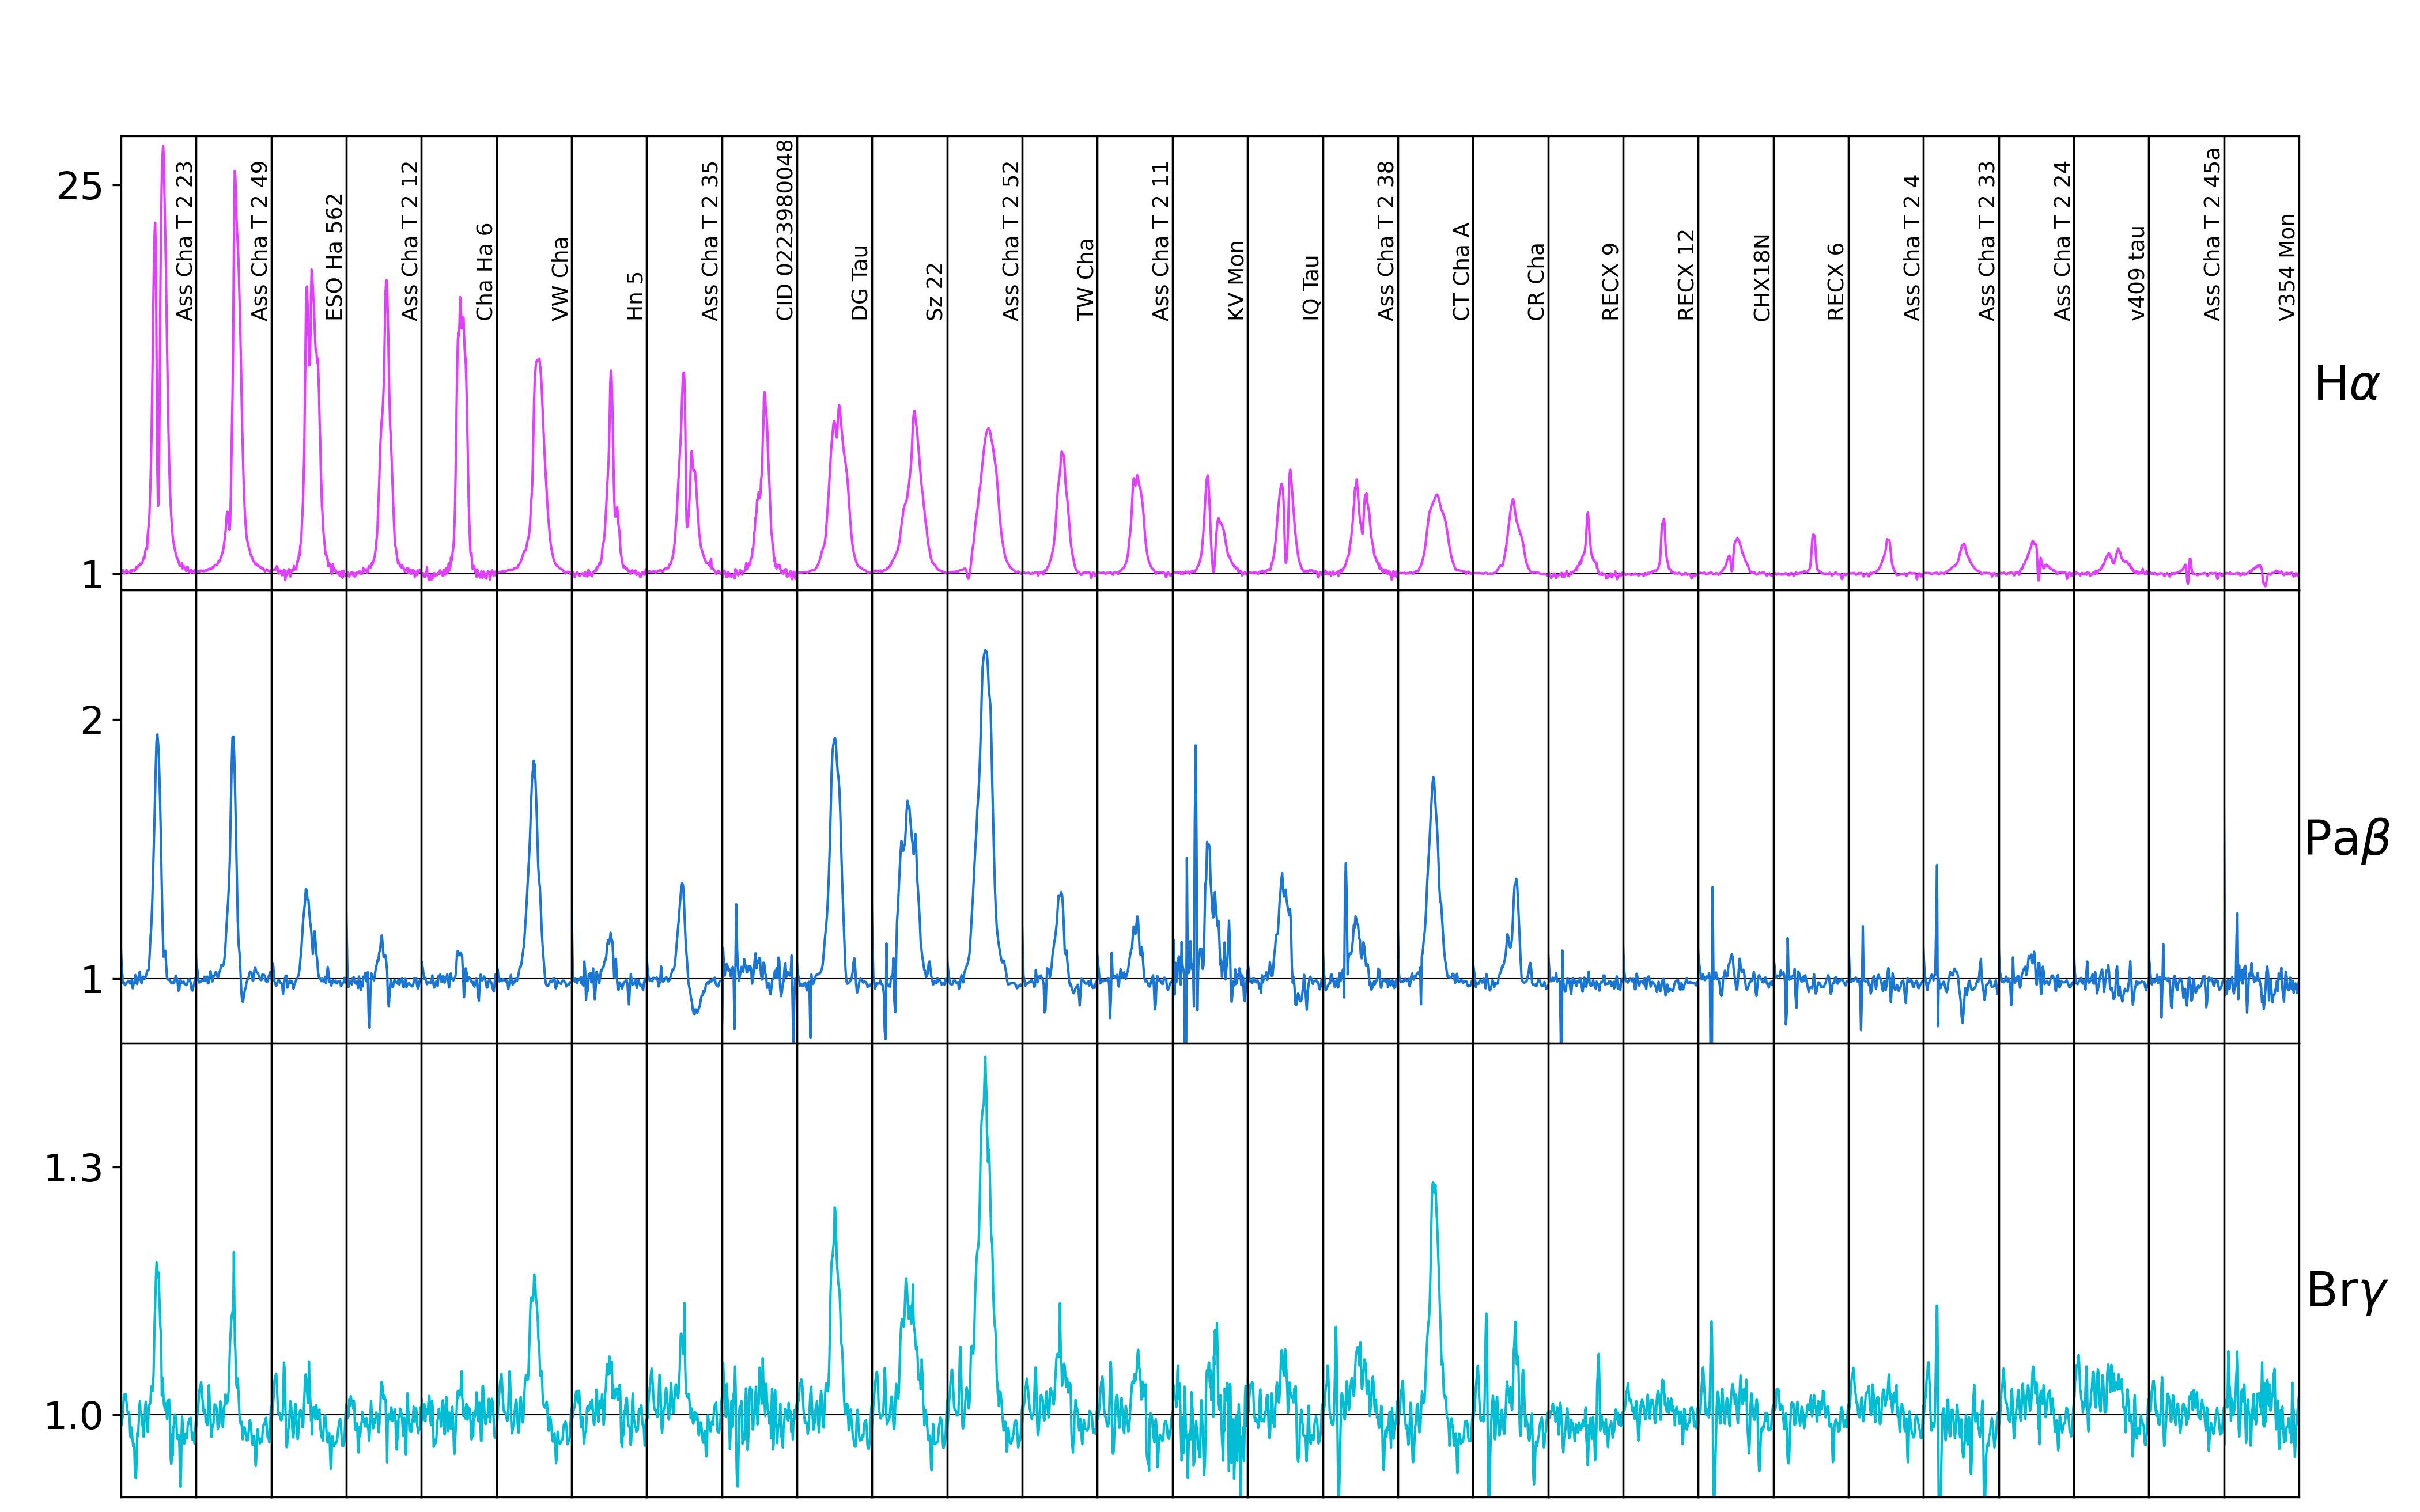 25
1
Ass Cha T 2 23
Ass Cha T 2 49
ESO Ha 562
Ass Cha T 2 12
Cha Ha 6
VW Cha
Hn 5
Ass Cha T 2 35
CID 0223980048
DG Tau
Sz 22
Ass Cha T 2 52
TW Cha
Ass Cha T 2 11
KV Mon
IQ Tau
Ass Cha T 2 38
CT Cha A
CR Cha
RECX 9
RECX 12
CHX18N
RECX 6
Ass Cha T 2 4
Ass Cha T 2 33
Ass Cha T 2 24
v409 tau
Ass Cha T 2 45a
V354 Mon
Hα
2
1
Paβ
1.3
1.0
Brγ